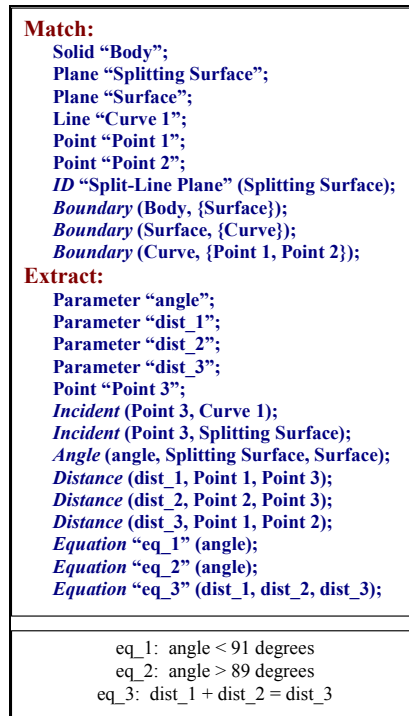 Match:
Solid “Body”;
Plane “Splitting Surface”;
Plane “Surface”;
Line “Curve 1”;
Point “Point 1”;
Point “Point 2”;
ID “Split-Line Plane” (Splitting Surface);
Boundary (Body, {Surface});
Boundary (Surface, {Curve});
Boundary (Curve, {Point 1, Point 2});
Extract:
Parameter “angle”;
Parameter “dist_1”;
Parameter “dist_2”;
Parameter “dist_3”;
Point “Point 3”;
Incident (Point 3, Curve 1);
Incident (Point 3, Splitting Surface);
Angle (angle, Splitting Surface, Surface);
Distance (dist_1, Point 1, Point 3);
Distance (dist_2, Point 2, Point 3);
Distance (dist_3, Point 1, Point 2);
Equation “eq_1” (angle);
Equation “eq_2” (angle);
Equation “eq_3” (dist_1, dist_2, dist_3);
eq_1: angle < 91 degrees
eq_2: angle > 89 degrees
eq_3: dist_1 + dist_2 = dist_3